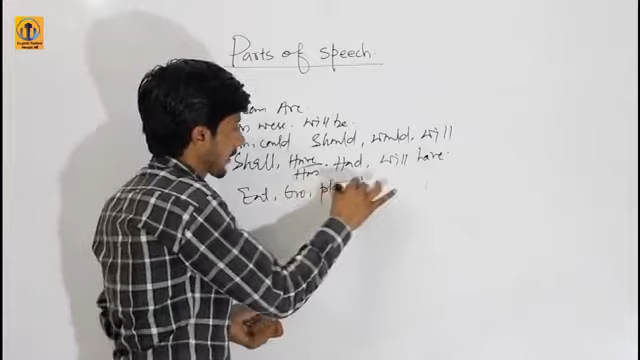 Parts of speech.
Are.
were. will be.
could Should, would, will
Shall, Have
Has . Had, will have.
Eat, Go,